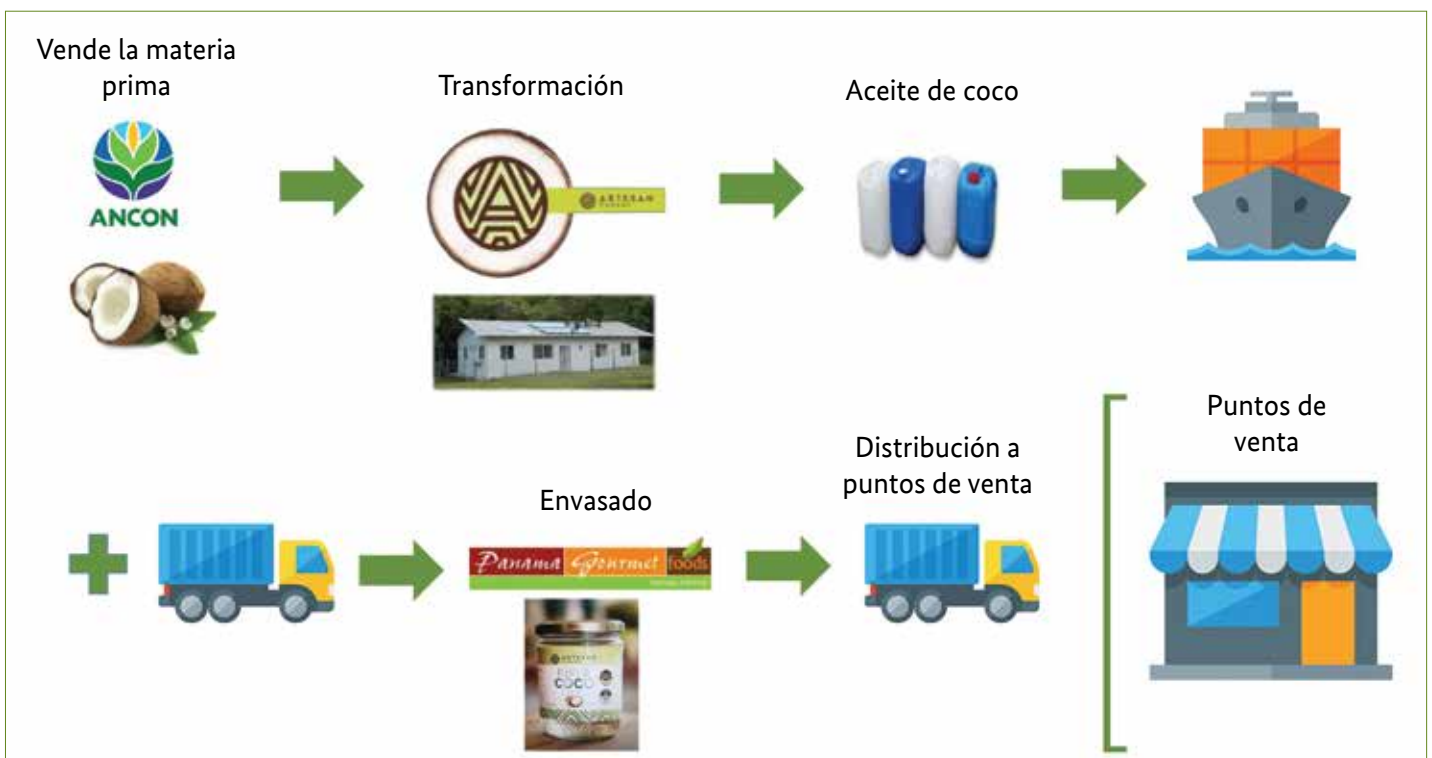 Vende la materia
prima
Transformación
Aceite de coco
ANCON
ARTESAN
Puntos de
venta
Distribución a
puntos de venta
Envasado
Panama Gourmet foods
ARTESAN
COCO